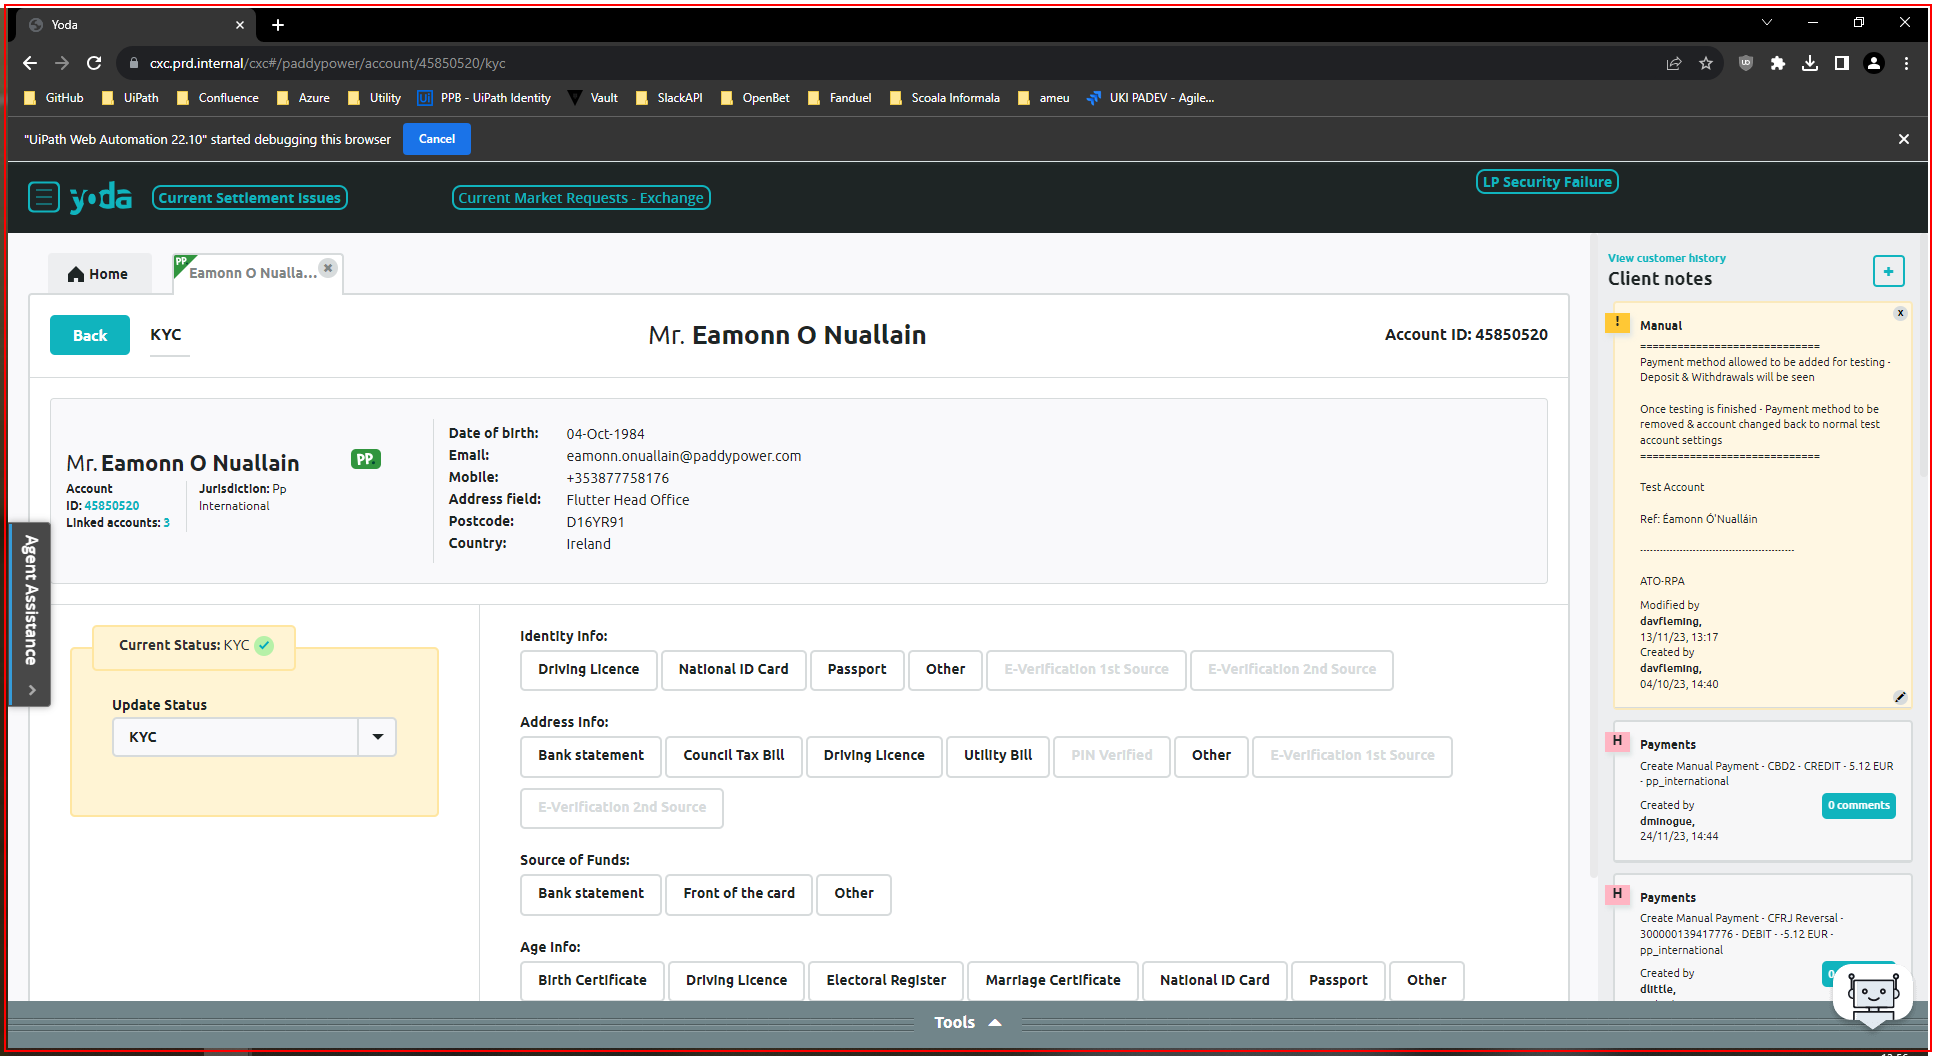 Yoda
cxc.prd.internal/cxc#/paddypower/account/45850520/kyc
GitHub UiPath Confluence Azure Utility Ui PPB - UiPath Identity Vault SlackAPI OpenBet Fanduel Scoala Informala ameu UKI PADEV - Agile...
"UiPath Web Automation 22.10" started debugging this browser Cancel
yoda Current Settlement Issues Current Market Requests - Exchange LP Security Failure
Home
PP Eamonn O Nualla...
Back KYC Mr. Eamonn O Nuallain Account ID: 45850520
Mr. Eamonn O Nuallain PP.
Account
ID: 45850520
Linked accounts: 3
Jurisdiction: Pp
International
Date of birth: 04-Oct-1984
Email: eamonn.onuallain@paddypower.com
Mobile: +353877758176
Address field: Flutter Head Office
Postcode: D16YR91
Country: Ireland
Agent Assistance
Current Status: KYC
Update Status
KYC
Identity Info:
Driving Licence National ID Card Passport Other E-Verification 1st Source E-Verification 2nd Source
Address Info:
Bank statement Council Tax Bill Driving Licence Utility Bill PIN Verified Other E-Verification 1st Source
E-Verification 2nd Source
Source of Funds:
Bank statement Front of the card Other
Age Info:
Birth Certificate Driving Licence Electoral Register Marriage Certificate National ID Card Passport Other
View customer history
Client notes +
x
! Manual
=============================
Payment method allowed to be added for testing -
Deposit & Withdrawals will be seen
Once testing is finished - Payment method to be
removed & account changed back to normal test
account settings
=============================
Test Account
Ref: Éamonn Ó'Nualláin
-----------------------------------------------
ATO-RPA
Modified by
davfleming,
13/11/23, 13:17
Created by
davfleming,
04/10/23, 14:40
H Payments
Create Manual Payment - CBD2 - CREDIT - 5.12 EUR
- pp_international
Created by
dminogue,
24/11/23, 14:44
0 comments
H Payments
Create Manual Payment - CFRJ Reversal -
300000139417776 - DEBIT - -5.12 EUR -
pp_international
Created by
dlittle,
0
Tools